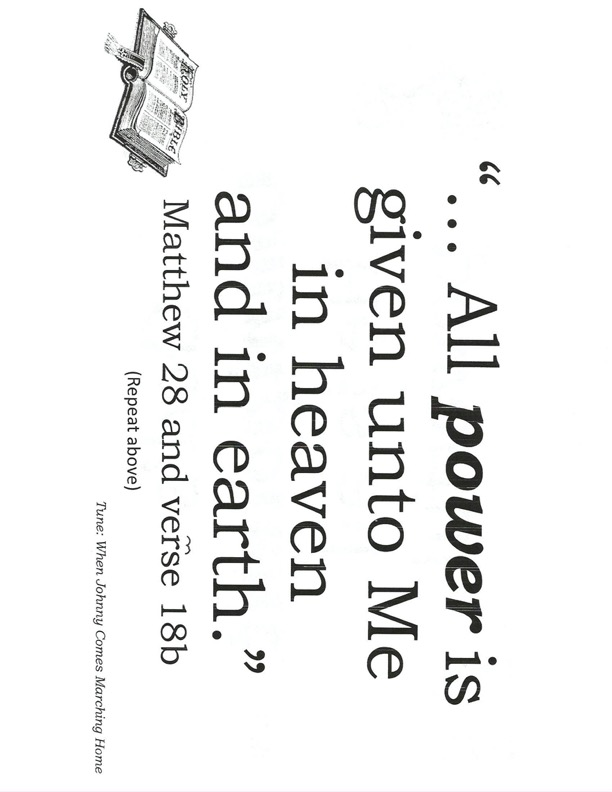 “... All power is
given unto Me
in heaven
and in earth.”
Matthew 28 and verse 18b
(Repeat above)
Tune: When Johnny Comes Marching Home
HOLY BIBLE